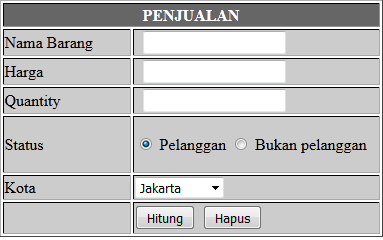 PENJUALAN
Nama Barang
Harga
Quantity
Status Pelanggan Bukan pelanggan
Kota Jakarta
Hitung Hapus